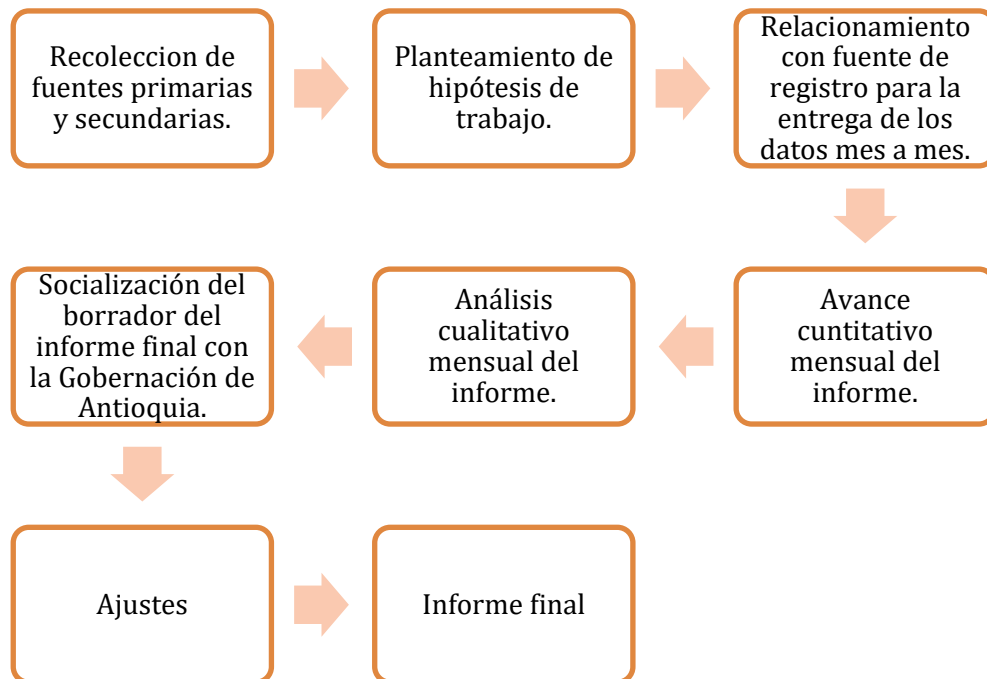 Recoleccion de
fuentes primarias
y secundarias.
Planteamiento de
hipótesis de
trabajo.
Relacionamiento
con fuente de
registro para la
entrega de los
datos mes a mes.
Avance
cuntitativo
mensual del
informe.
Análisis
cualitativo
mensual del
informe.
Socialización del
borrador del
informe final con
la Gobernación de
Antioquia.
Ajustes
Informe final